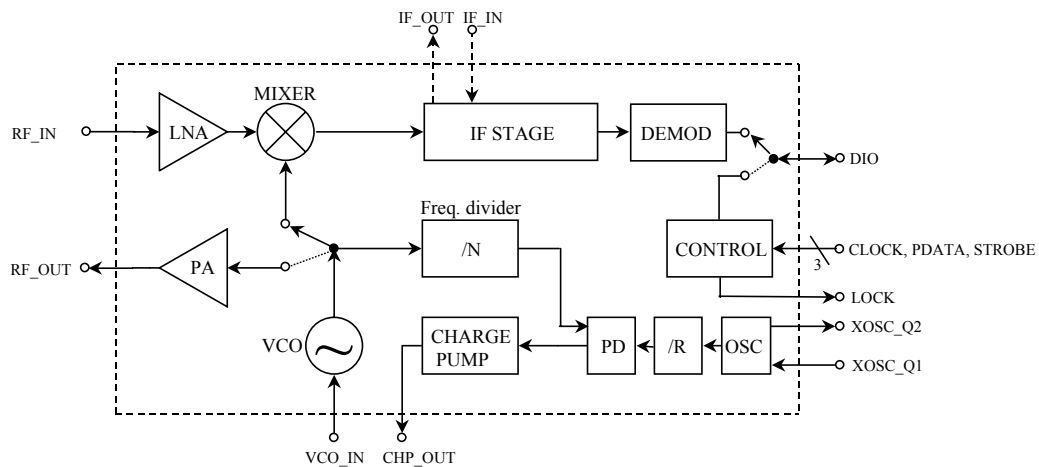 IF_OUT
IF_IN
MIXER
RF_IN
LNA
IF STAGE
DEMOD
DIO
Freq. divider
/N
CONTROL
CLOCK, PDATA, STROBE
3
RF_OUT
PA
LOCK
VCO
CHARGE
PUMP
PD
/R
OSC
XOSC_Q2
XOSC_Q1
VCO_IN
CHP_OUT